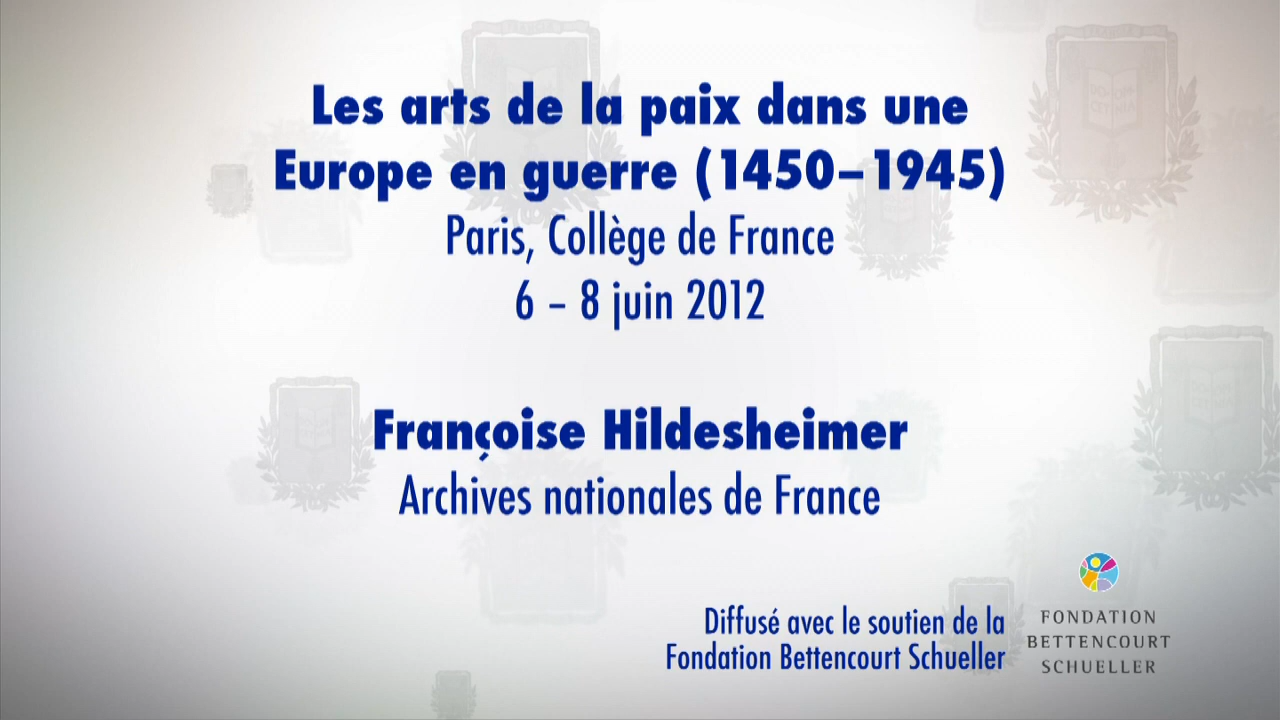 Les arts de la paix dans une
Europe en guerre (1450–1945)
Paris, Collège de France
6 – 8 juin 2012
Françoise Hildesheimer
Archives nationales de France
Diffusé avec le soutien de la
Fondation Bettencourt Schueller
FONDATION
BETTENCOURT
SCHUELLER